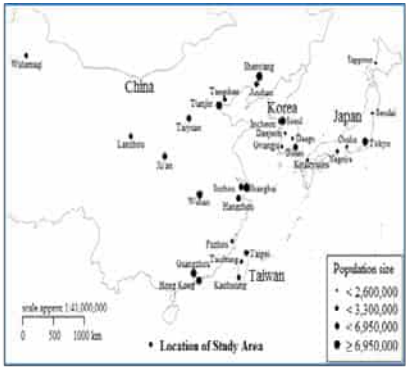 Wulumuqi
China
Shenyang
Anshan
Tangshan
Tianjin
Taiyuan
Lanzhou
Xi'an
Korea
Incheon
Seoul
Daejeon
Daegu
Gwangju
Busan
Japan
Sapporo
Sendai
Tokyo
Osaka
Nagoya
Suzhou
Shanghai
Hangzhou
Wuhan
Fuzhou
Taipei
Taichung
Taiwan
Kaohsiung
Guangzhou
Hong Kong
scale approx 1:41,000,000
0 500 1000 km
Location of Study Area
Population size
< 2,600,000
< 3,300,000
< 6,950,000
≥ 6,950,000